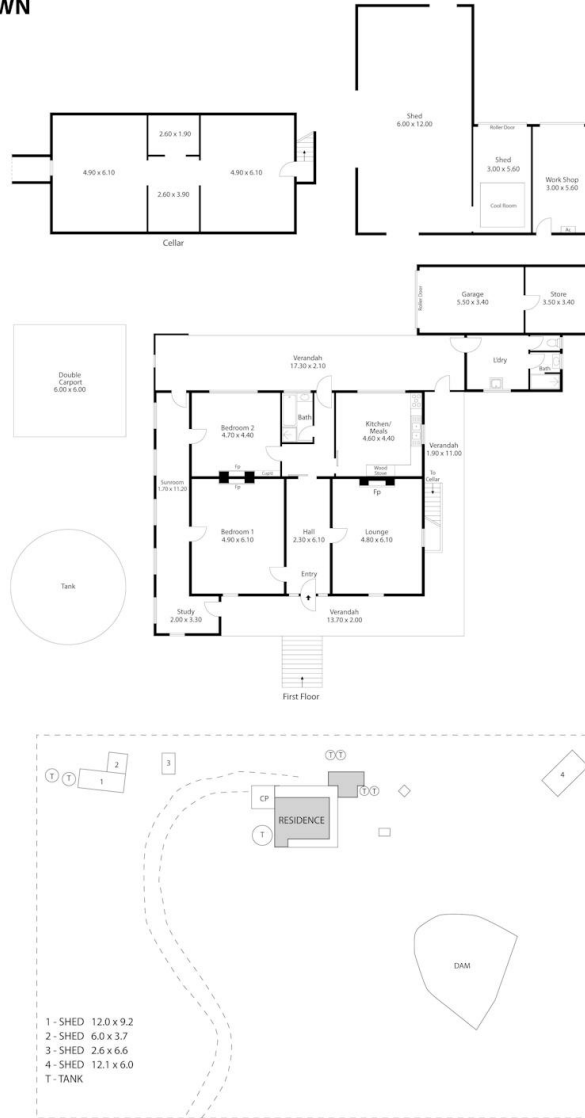 WN
Shed
6.00 x 12.00
2.60 x 1.90
4.90 x 6.10
4.90 x 6.10
2.60 x 3.90
Cellar
Roller Door
Shed
3.00 x 5.60
Cool Room
Work Shop
3.00 x 5.60
Roller Door
Garage
5.50 x 3.40
Store
3.50 x 3.40
Double
Carport
6.00 x 6.00
Verandah
17.30 x 2.10
L'dry
Bath
Bedroom 2
4.70 x 4.40
Bath
Kitchen/
Meals
4.60 x 4.40
Verandah
1.90 x 11.00
Wood
Stove
To
Cellar
Fp
Fp
Fp
Sunroom
1.70 x 11.20
Bedroom 1
4.90 x 6.10
Hall
2.30 x 6.10
Lounge
4.80 x 6.10
Tank
Entry
Study
2.00 x 3.30
Verandah
13.70 x 2.00
First Floor
T
T
1
2
3
T T
T T
CP
T
RESIDENCE
4
DAM
1 - SHED 12.0 x 9.2
2 - SHED 6.0 x 3.7
3 - SHED 2.6 x 6.6
4 - SHED 12.1 x 6.0
T - TANK